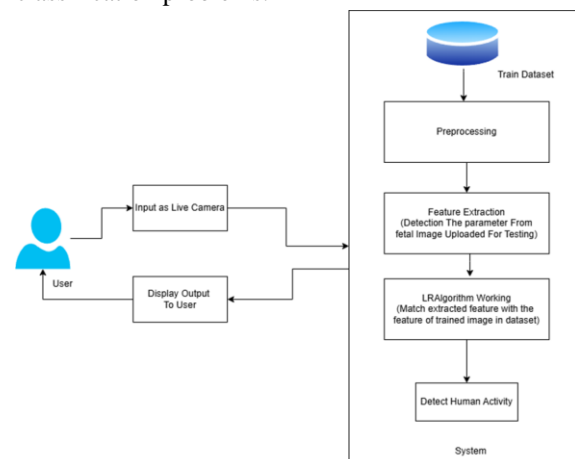 classification problems.
Train Dataset
Preprocessing
Input as Live Camera
Feature Extraction
(Detection The parameter From
fetal Image Uploaded For Testing)
User
Display Output
To User
LRAlgorithm Working
(Match extracted feature with the
feature of trained image in dataset)
Detect Human Activity
System